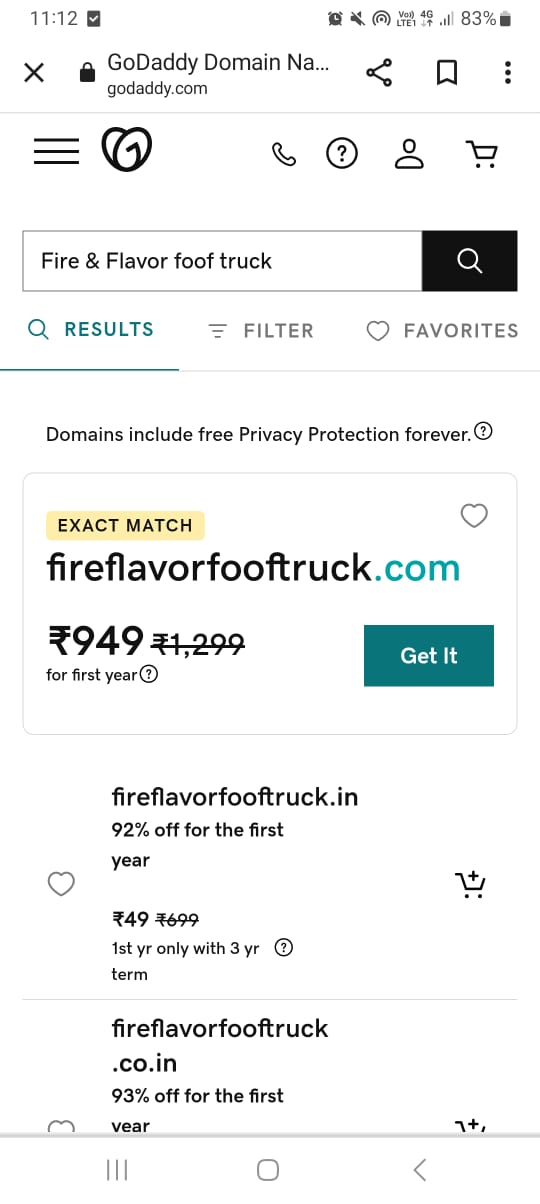 11:12
Vo)) 4G
LTE1
83%
GoDaddy Domain Na...
godaddy.com
Fire & Flavor foof truck
RESULTS FILTER FAVORITES
Domains include free Privacy Protection forever.
EXACT MATCH
fireflavorfooftruck.com
₹949 ₹1,299
for first year
Get It
fireflavorfooftruck.in
92% off for the first
year
₹49 ₹699
1st yr only with 3 yr
term
fireflavorfooftruck
.co.in
93% off for the first
year